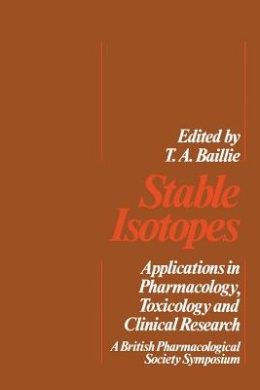 Edited by
T. A. Baillie
Stable
Isotopes
Applications in
Pharmacology,
Toxicology and
Clinical Research
A British Pharmacological
Society Symposium